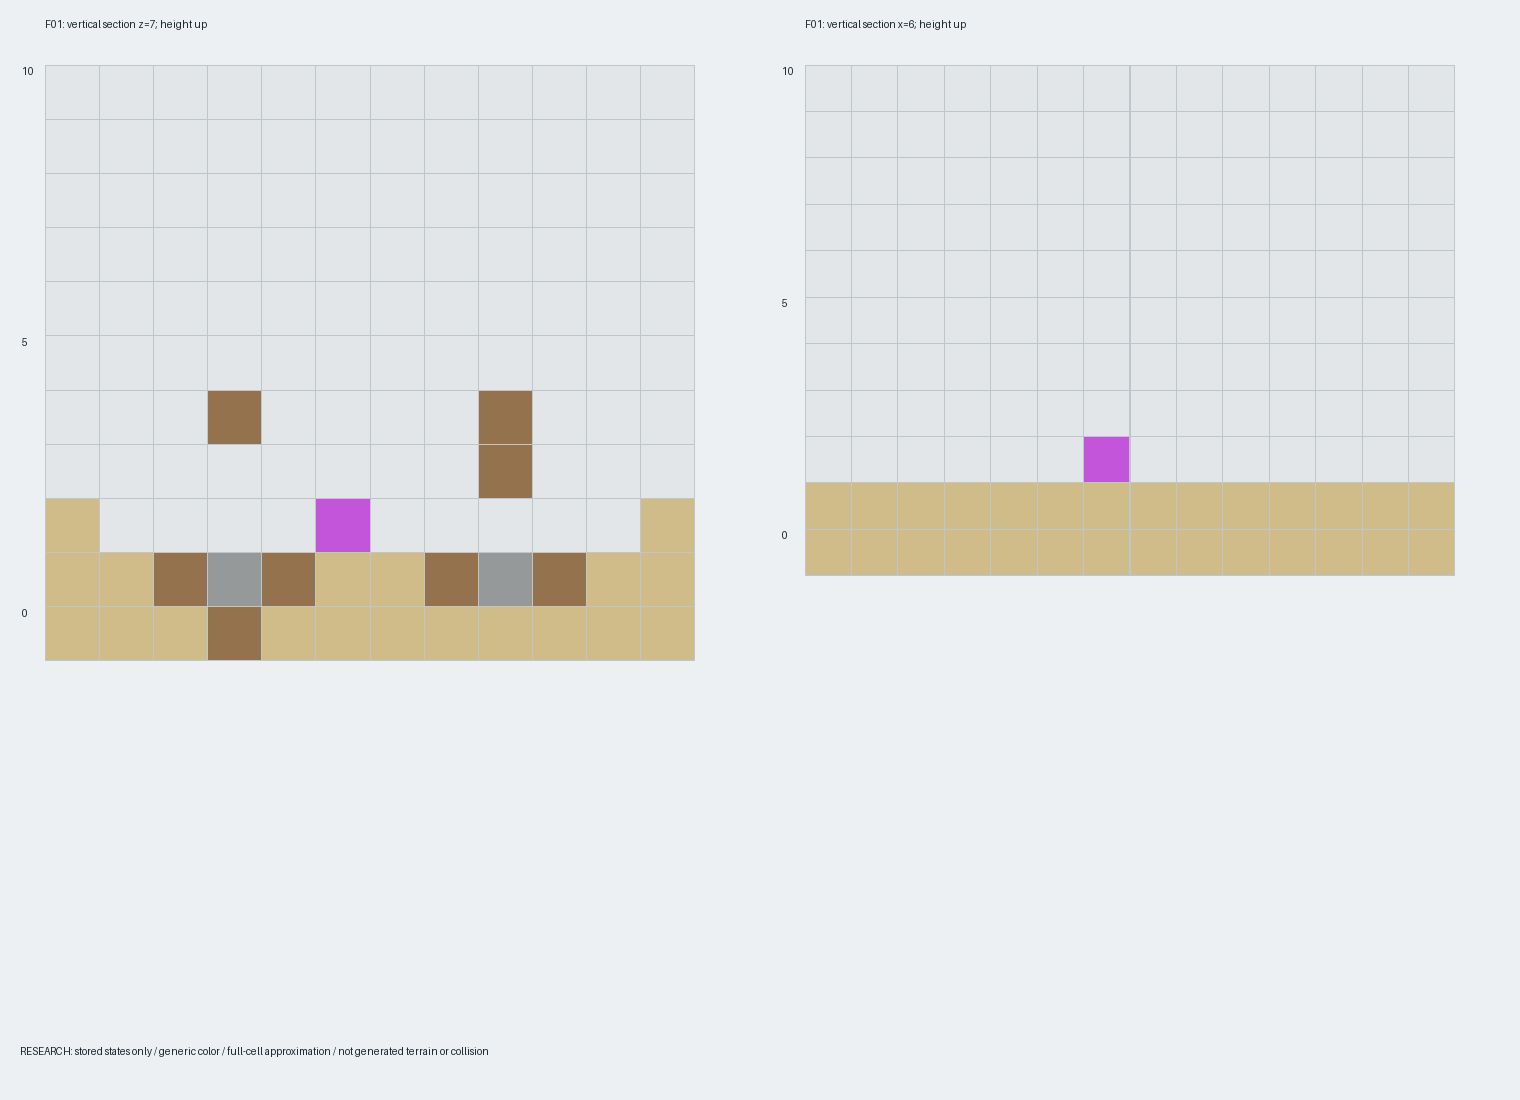 F01: vertical section z=7; height up
F01: vertical section x=6; height up
10
10
5
5
0
0
RESEARCH: stored states only / generic color / full-cell approximation / not generated terrain or collision